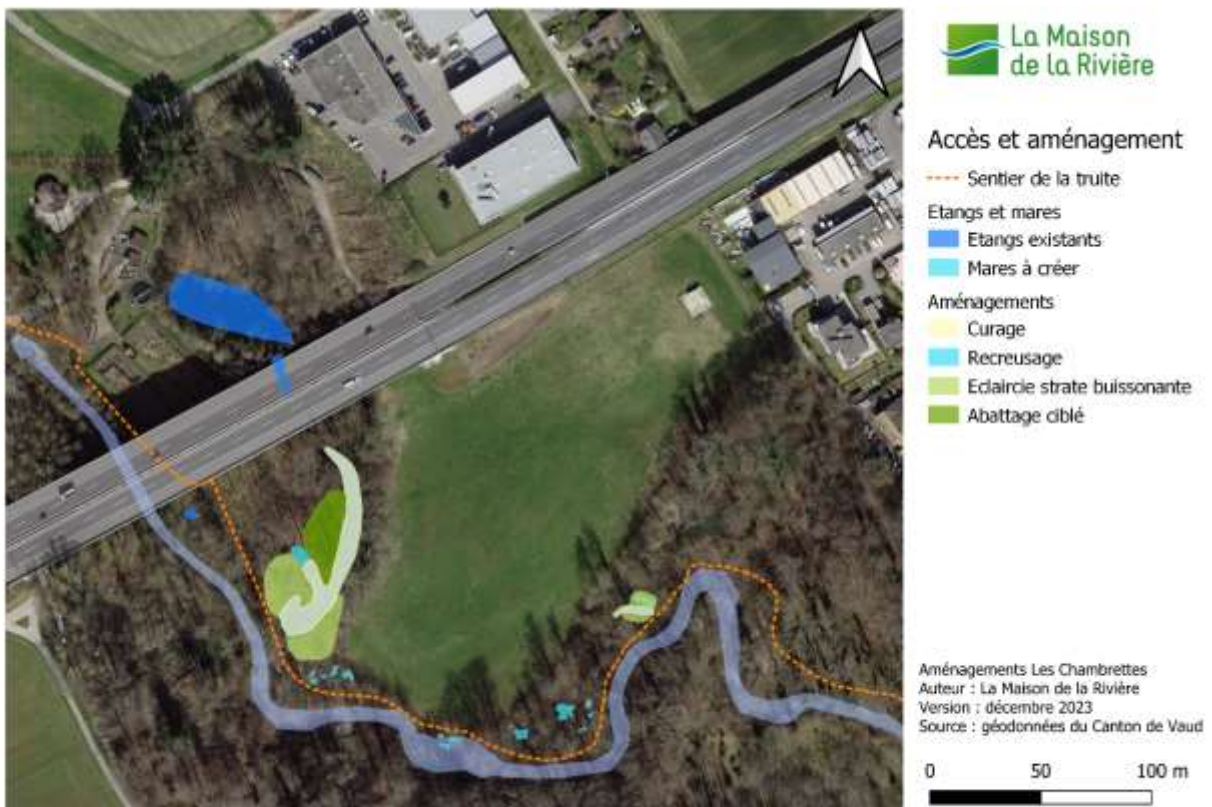 La Maison
de la Rivière
Accès et aménagement
Sentier de la truite
Etangs et mares
Etangs existants
Mares à créer
Aménagements
Curage
Recreusage
Eclaircie strate buissonante
Abattage ciblé
Aménagements Les Chambrettes
Auteur : La Maison de la Rivière
Version : décembre 2023
Source : géodonnées du Canton de Vaud
0 50 100 m